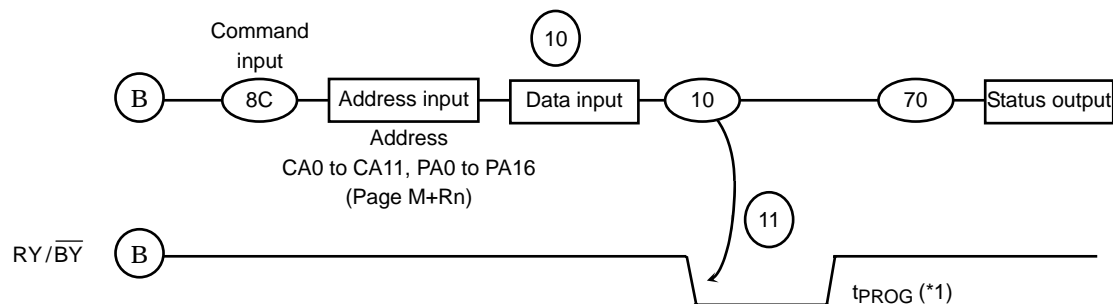 Command
input
10
B
8C
Address input
Data input
10
70
Status output
Address
CA0 to CA11, PA0 to PA16
(Page M+Rn)
11
RY/BY
B
tPROG (*1)